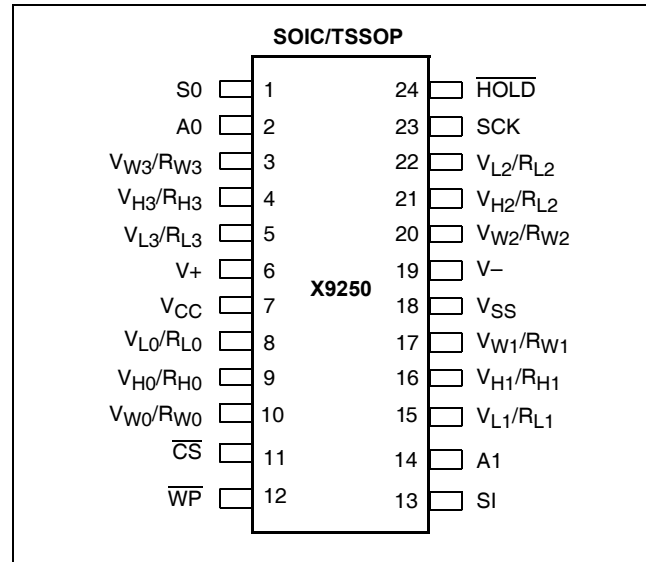 SOIC/TSSOP
S0 1 24 HOLD
A0 2 23 SCK
VW3/RW3 3 22 VL2/RL2
VH3/RH3 4 21 VH2/RL2
VL3/RL3 5 20 VW2/RW2
V+ 6 19 V–
X9250
VCC 7 18 VSS
VL0/RL0 8 17 VW1/RW1
VH0/RH0 9 16 VH1/RH1
VW0/RW0 10 15 VL1/RL1
CS 11 14 A1
WP 12 13 SI